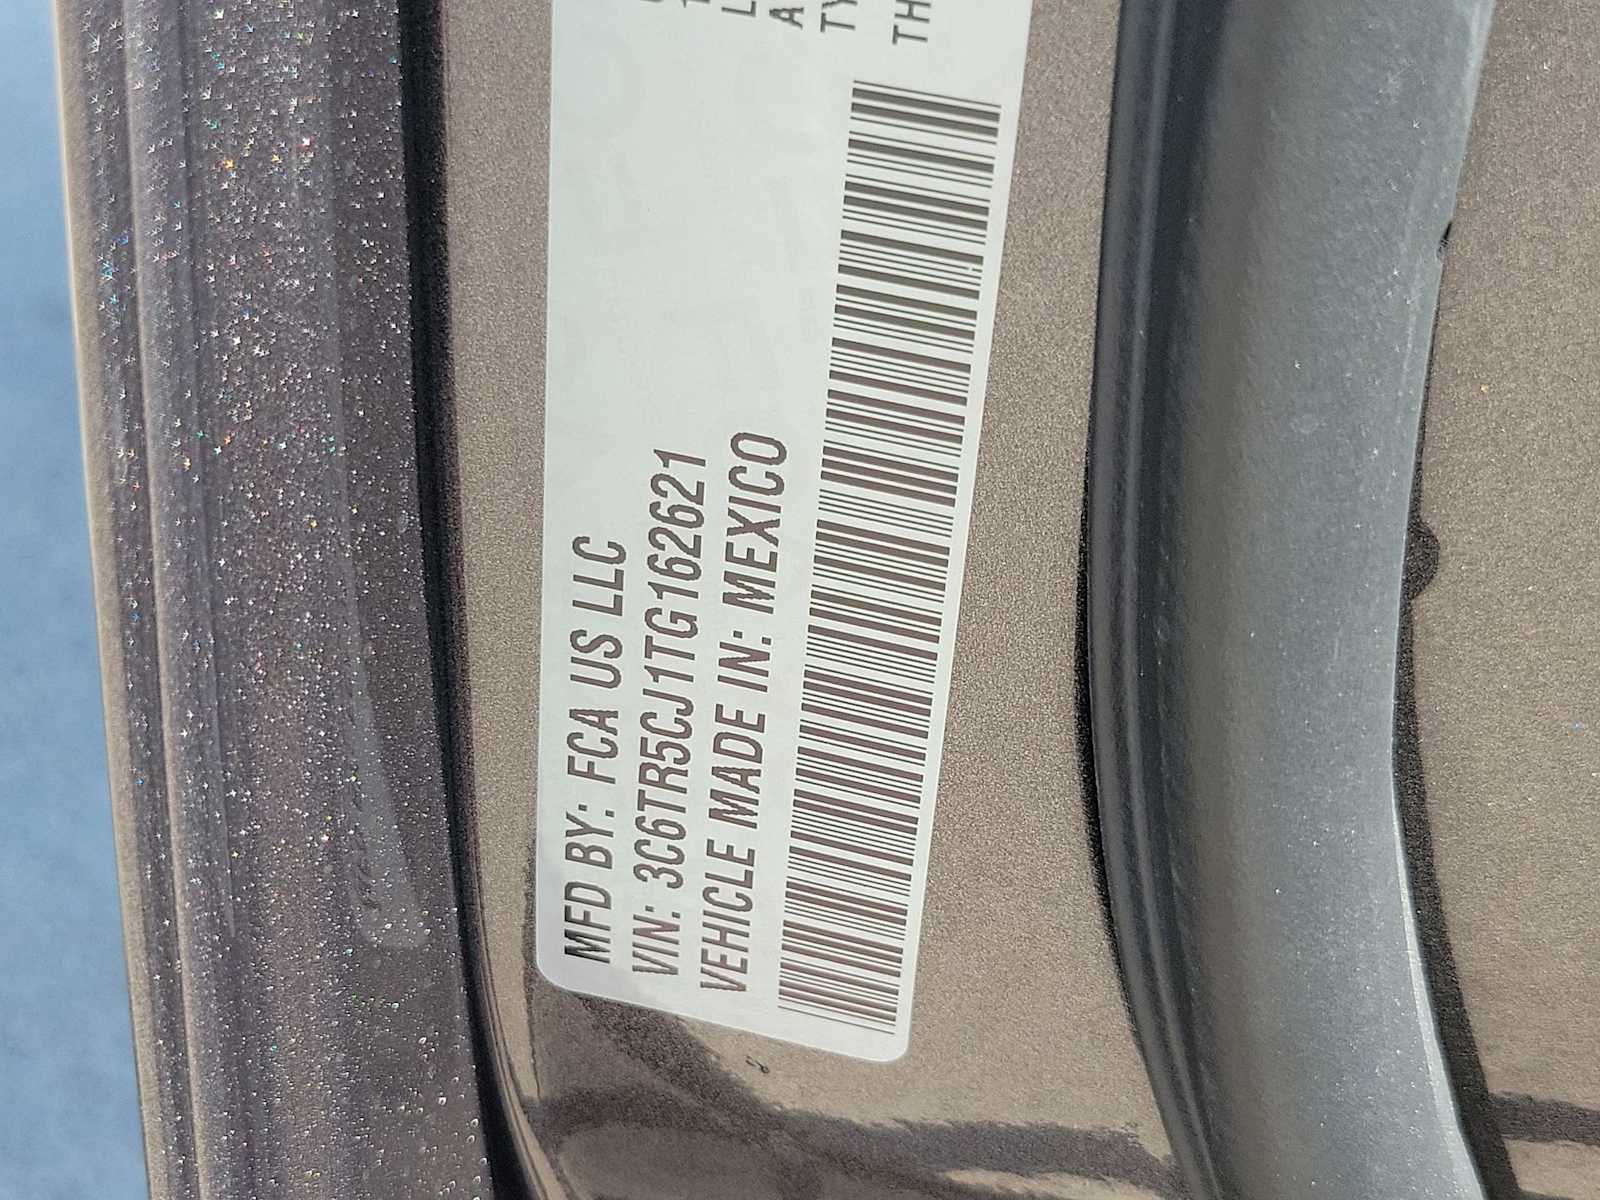 MFD BY: FCA US LLC
VIN: 3C6TR5CJ1TG162621
VEHICLE MADE IN: MEXICO